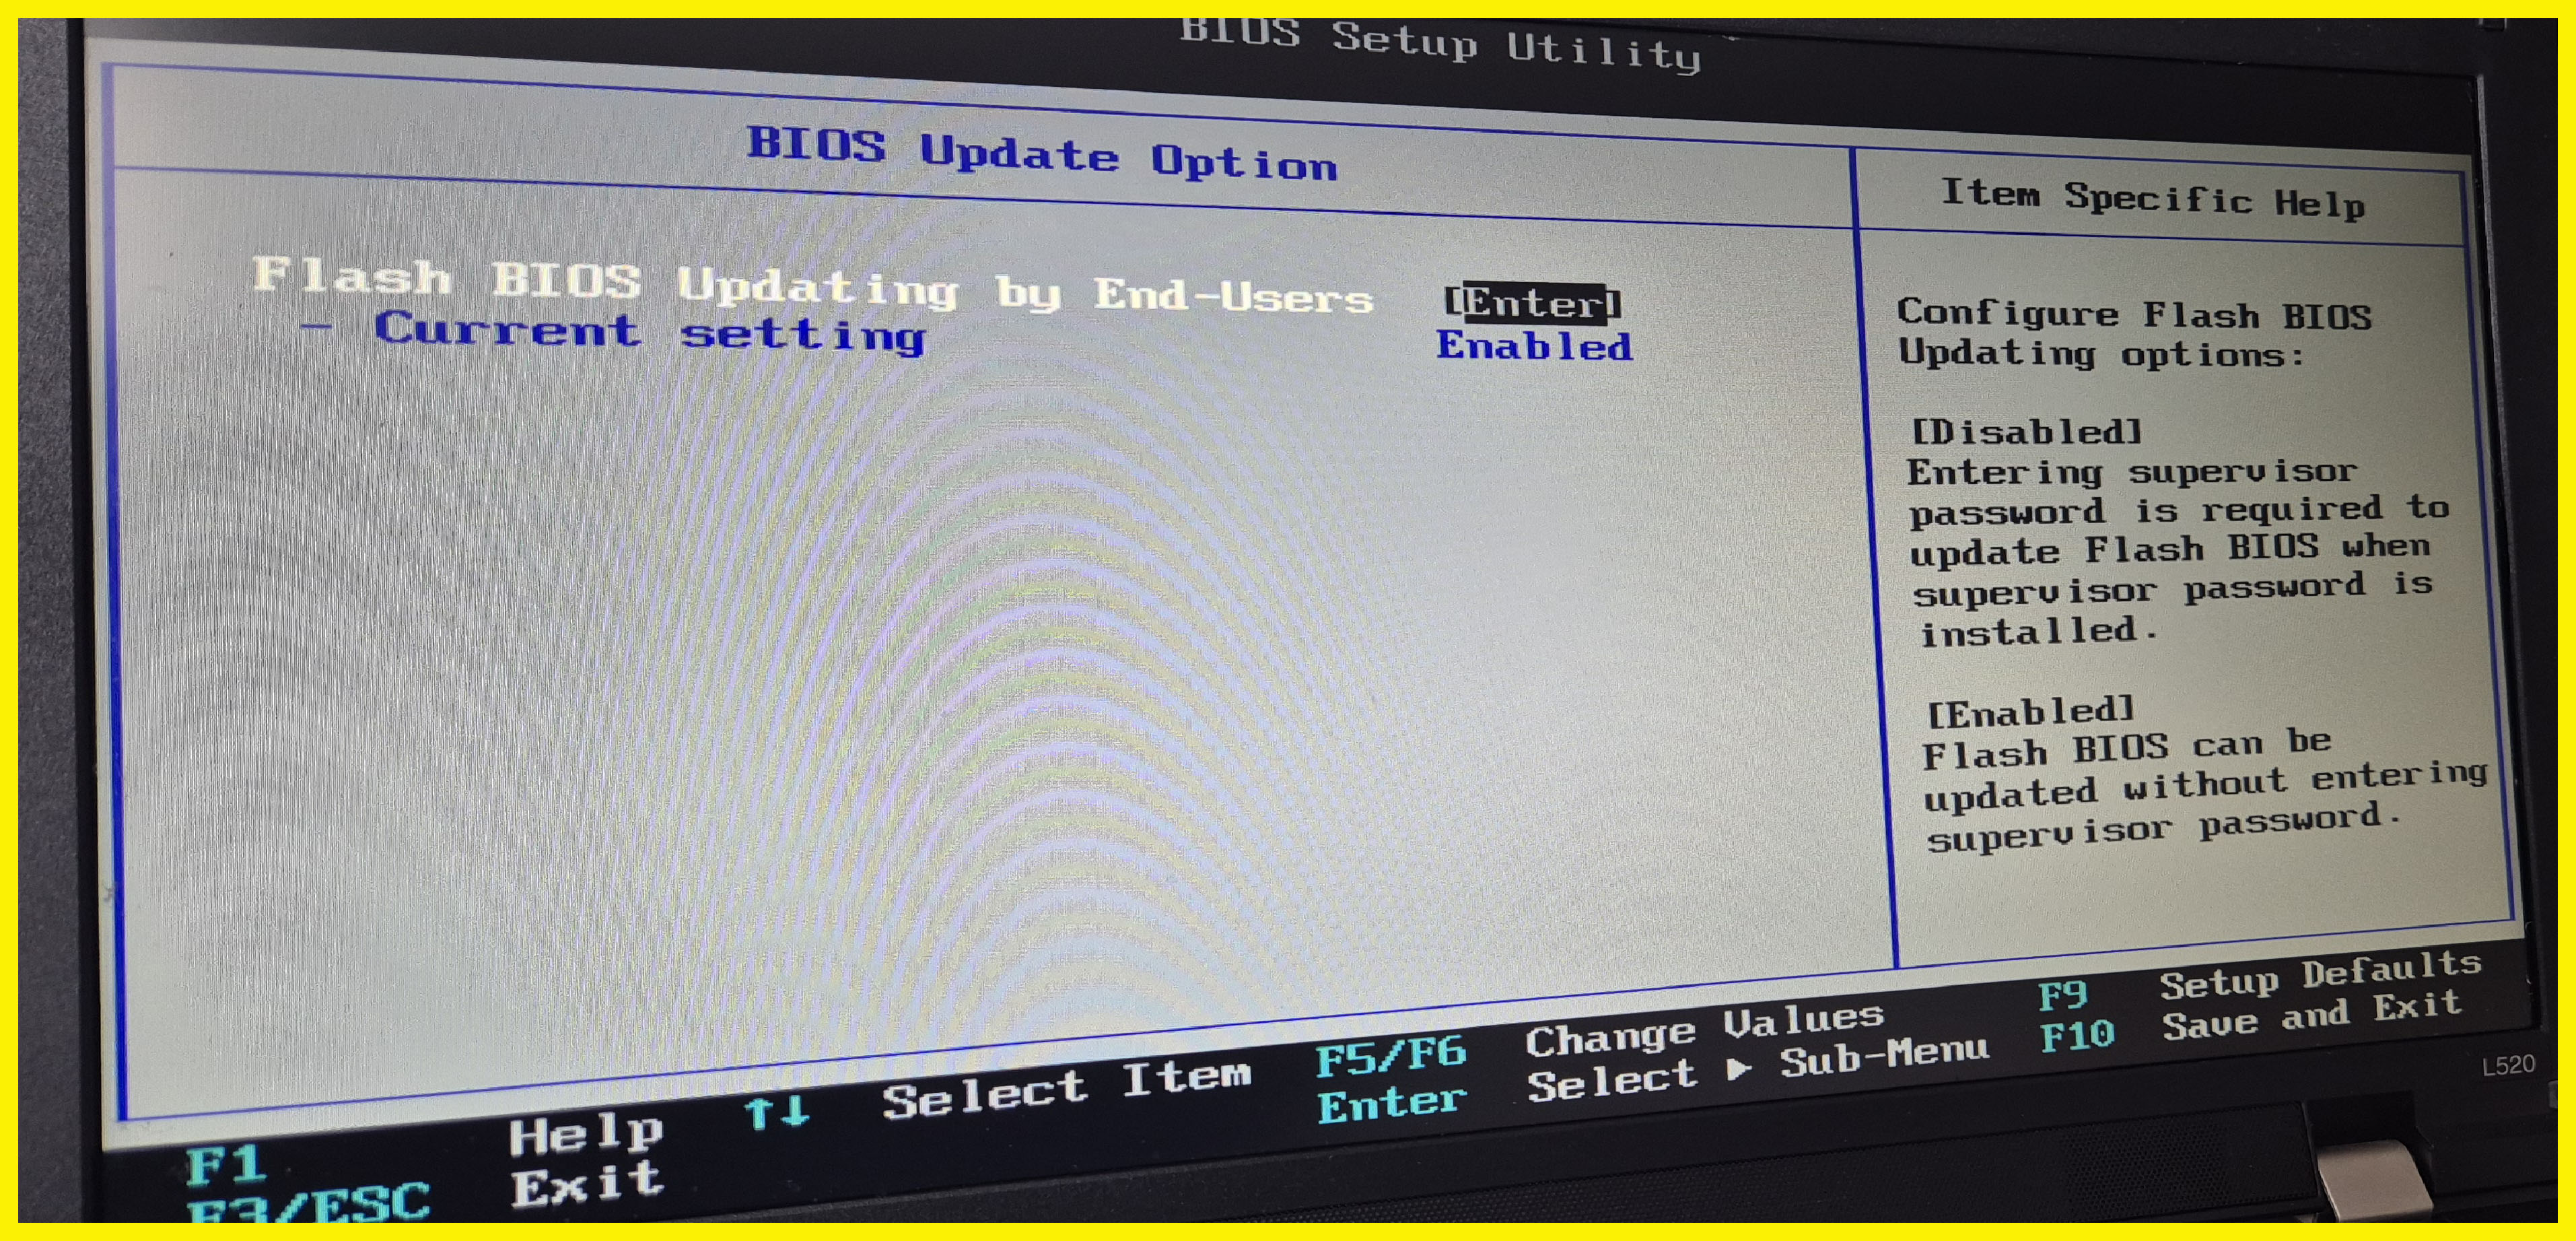 BIOS Setup Utility
BIOS Update Option
Item Specific Help
Flash BIOS Updating by End-Users [Enter]
- Current setting Enabled
Configure Flash BIOS
Updating options:
[Disabled]
Entering supervisor
password is required to
update Flash BIOS when
supervisor password is
installed.
[Enabled]
Flash BIOS can be
updated without entering
supervisor password.
F1 Help ↑↓ Select Item F5/F6 Change Values F9 Setup Defaults
F3/ESC Exit Enter Select ▶ Sub-Menu F10 Save and Exit
L520